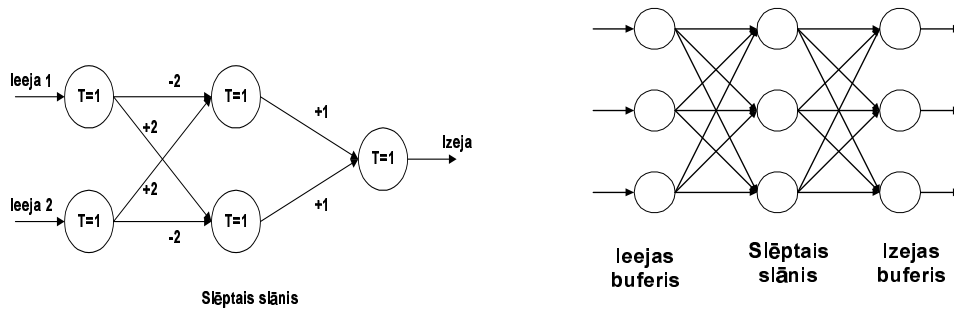 Ieeja 1
T=1
-2
T=1
+2
+1
T=1
Izeja
+2
+1
Ieeja 2
T=1
-2
T=1
Slēptais slānis
Ieejas
buferis
Slēptais
slānis
Izejas
buferis